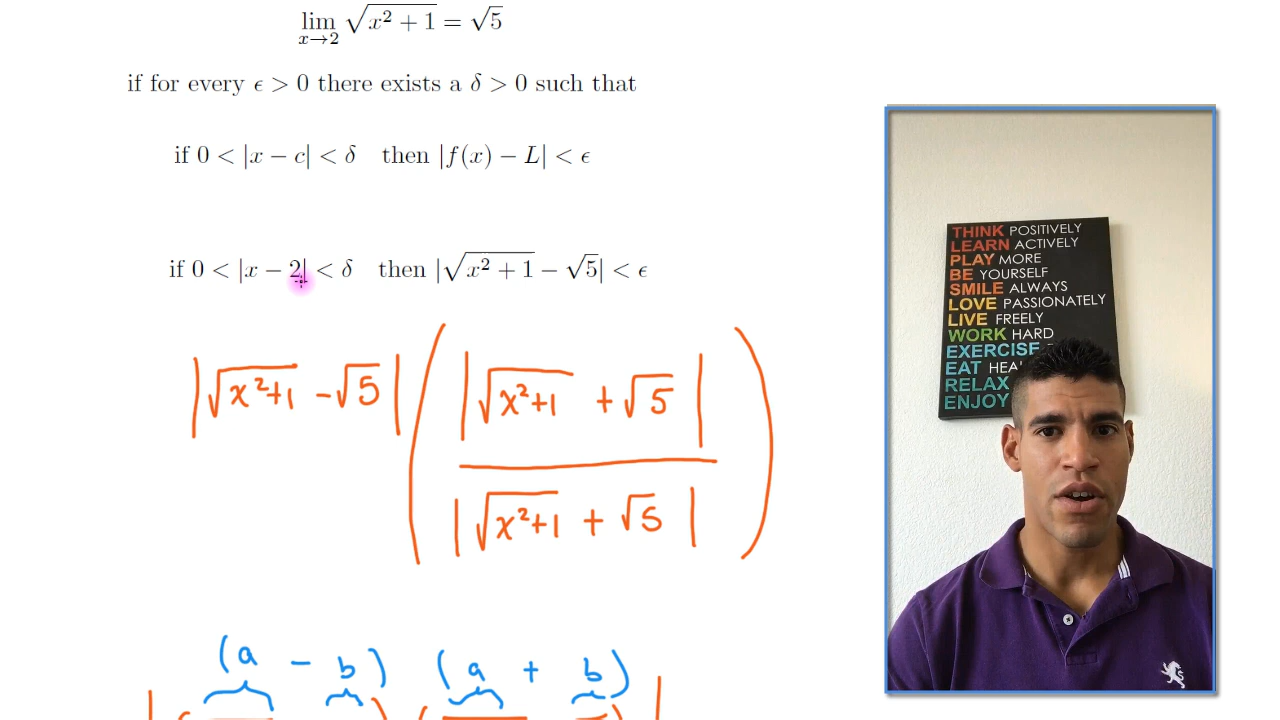 lim x→2 √(x² + 1) = √5
if for every ϵ > 0 there exists a δ > 0 such that
if 0 < |x − c| < δ then |f(x) − L| < ϵ
if 0 < |x − 2| < δ then |√(x² + 1) − √5| < ϵ
|√(x²+1) − √5| ( |√(x²+1) + √5| / |√(x²+1) + √5| )
(a − b) (a + b)
THINK POSITIVELY
LEARN ACTIVELY
PLAY MORE
BE YOURSELF
SMILE ALWAYS
LOVE PASSIONATELY
LIVE FREELY
WORK HARD
EXERCISE
EAT HEA
RELAX
ENJOY